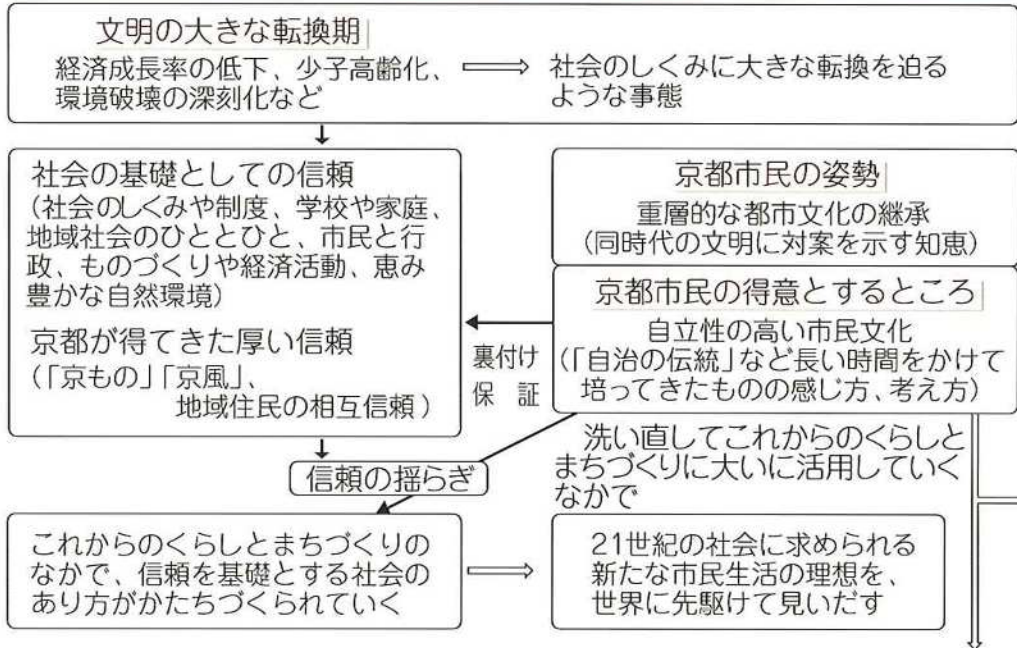 文明の大きな転換期
経済成長率の低下、少子高齢化、
環境破壊の深刻化など
社会のしくみに大きな転換を迫る
ような事態
社会の基礎としての信頼
（社会のしくみや制度、学校や家庭、
地域社会のひととひと、市民と行
政、ものづくりや経済活動、恵み
豊かな自然環境）
京都が得てきた厚い信頼
（「京もの」「京風」、
地域住民の相互信頼）
京都市民の姿勢
重層的な都市文化の継承
（同時代の文明に対案を示す知恵）
京都市民の得意とするところ
自立性の高い市民文化
（「自治の伝統」など長い時間をかけて
培ってきたものの感じ方、考え方）
裏付け
保　証
洗い直してこれからのくらしと
まちづくりに大いに活用していく
なかで
信頼の揺らぎ
これからのくらしとまちづくりの
なかで、信頼を基礎とする社会の
あり方がかたちづくられていく
21世紀の社会に求められる
新たな市民生活の理想を、
世界に先駆けて見いだす